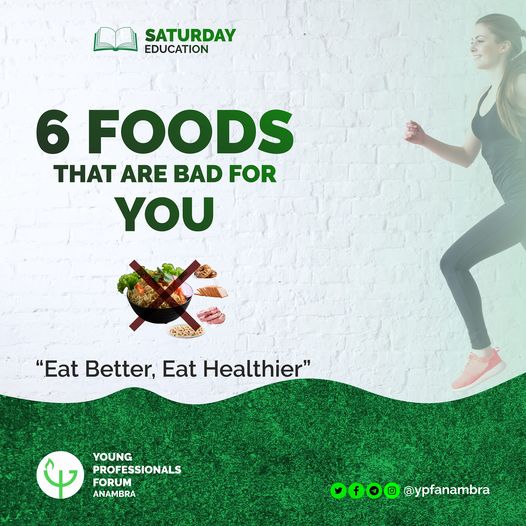 SATURDAY
EDUCATION
6 FOODS
THAT ARE BAD FOR
YOU
“Eat Better, Eat Healthier”
YOUNG
PROFESSIONALS
FORUM
ANAMBRA
@ypfanambra